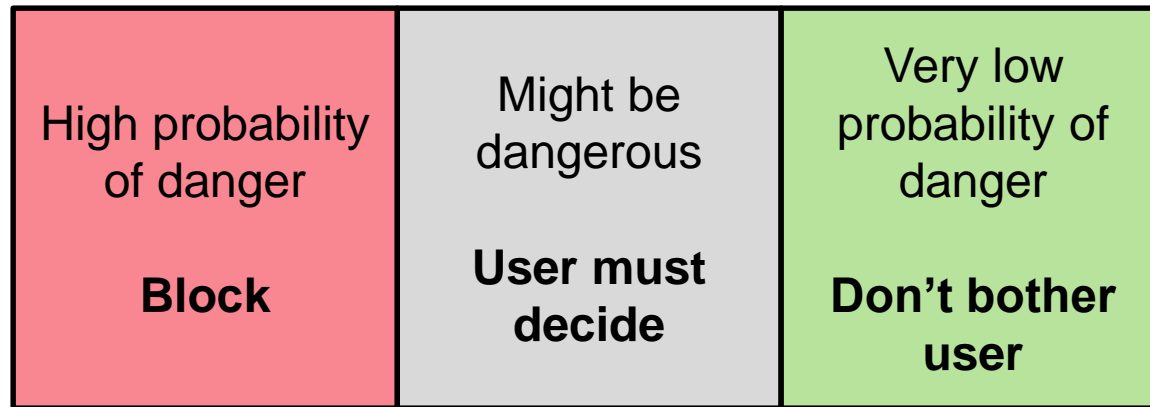 High probability
of danger
Block
Might be
dangerous
User must
decide
Very low
probability of
danger
Don’t bother
user